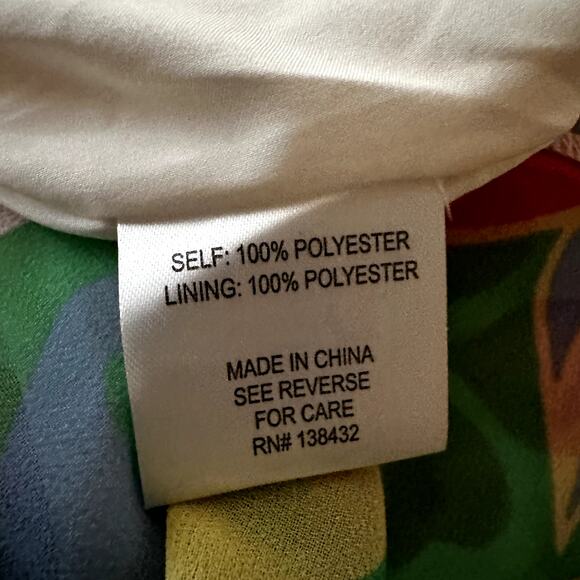 SELF: 100% POLYESTER
LINING: 100% POLYESTER
MADE IN CHINA
SEE REVERSE
FOR CARE
RN# 138432